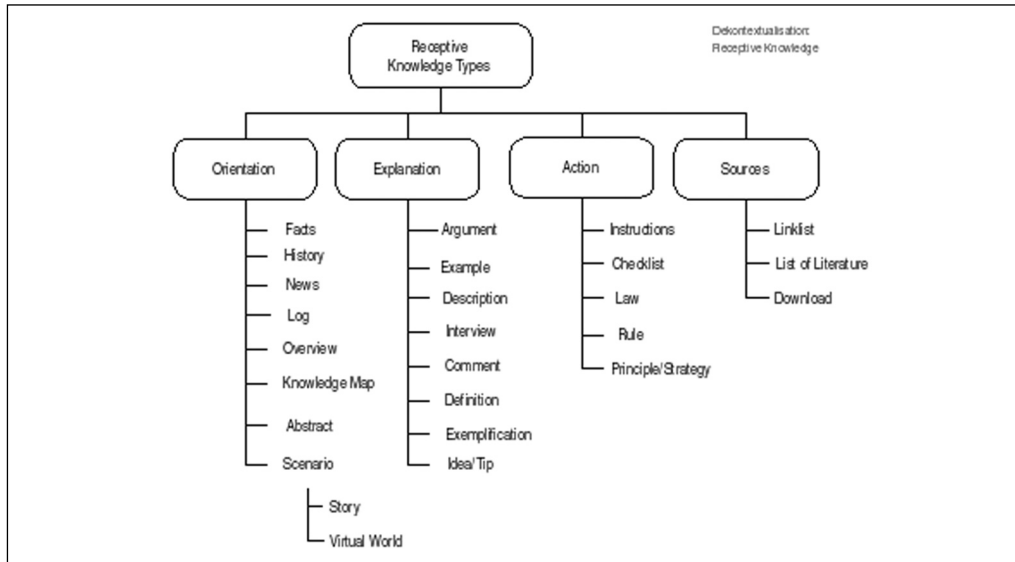 Receptive
Knowledge Types
Dekontextualisation:
Receptive Knowledge
Orientation
Explanation
Action
Sources
Facts
History
News
Log
Overview
Knowledge Map
Abstract
Scenario
Story
Virtual World
Argument
Example
Description
Interview
Comment
Definition
Exemplification
Idea/Tip
Instructions
Checklist
Law
Rule
Principle/Strategy
Linklist
List of Literature
Download